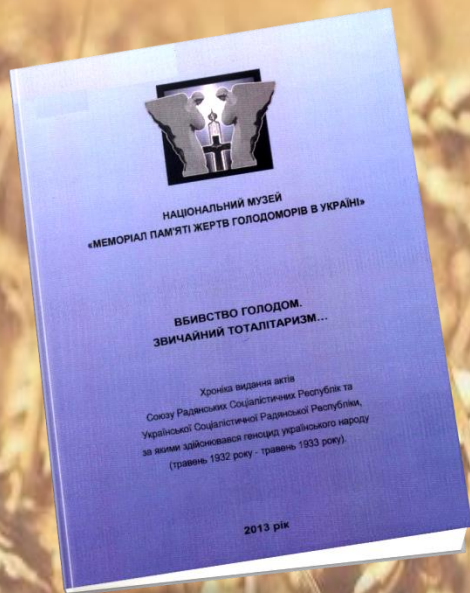 НАЦІОНАЛЬНИЙ МУЗЕЙ
«МЕМОРІАЛ ПАМ'ЯТІ ЖЕРТВ ГОЛОДОМОРІВ В УКРАЇНІ»
ВБИВСТВО ГОЛОДОМ.
ЗВИЧАЙНИЙ ТОТАЛІТАРИЗМ...
Хроніка видання актів
Союзу Радянських Соціалістичних Республік та
Української Соціалістичної Радянської Республіки,
за якими здійснювався геноцид українського народу
(травень 1932 року - травень 1933 року).
2013 рік